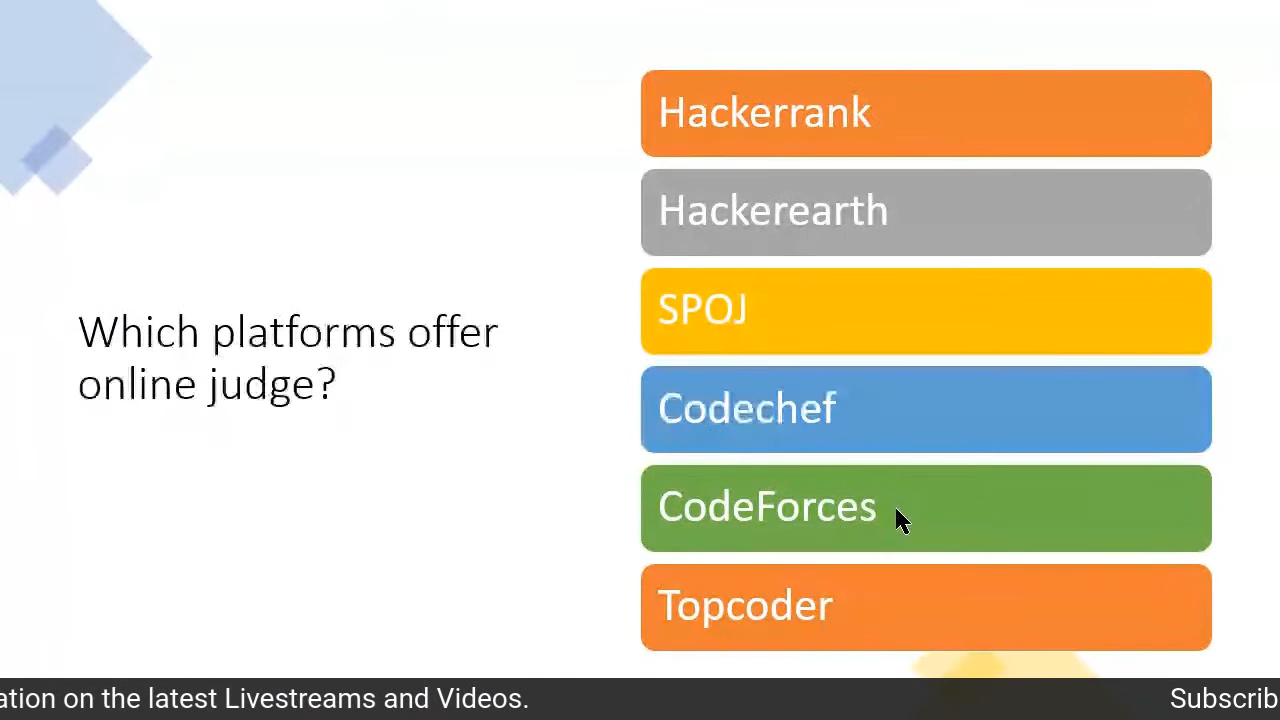 Which platforms offer
online judge?
Hackerrank
Hackerearth
SPOJ
Codechef
CodeForces
Topcoder
ation on the latest Livestreams and Videos.
Subscrib